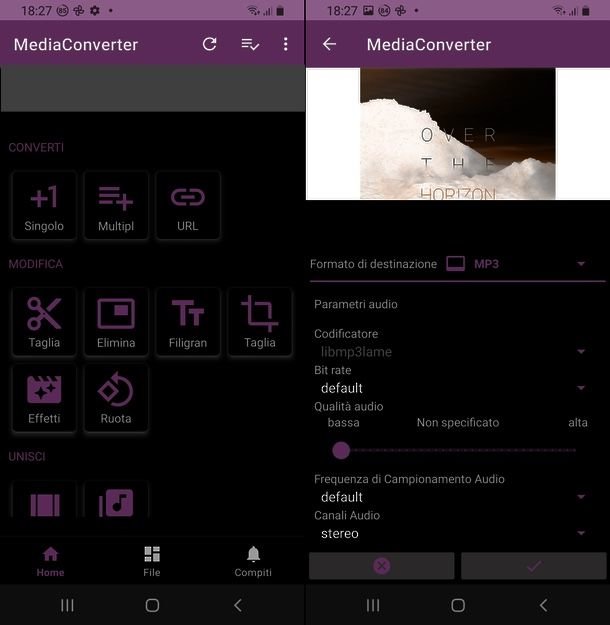 18:27 85
MediaConverter
CONVERTI
+1
Singolo
Multipl
URL
MODIFICA
Taglia
Elimina
Filigran
Taglia
Effetti
Ruota
UNISCI
Home
File
Compiti
18:27 85
MediaConverter
OVER
THE
HORIZON
Formato di destinazione MP3
Parametri audio
Codificatore
libmp3lame
Bit rate
default
Qualità audio
bassa Non specificato alta
Frequenza di Campionamento Audio
default
Canali Audio
stereo